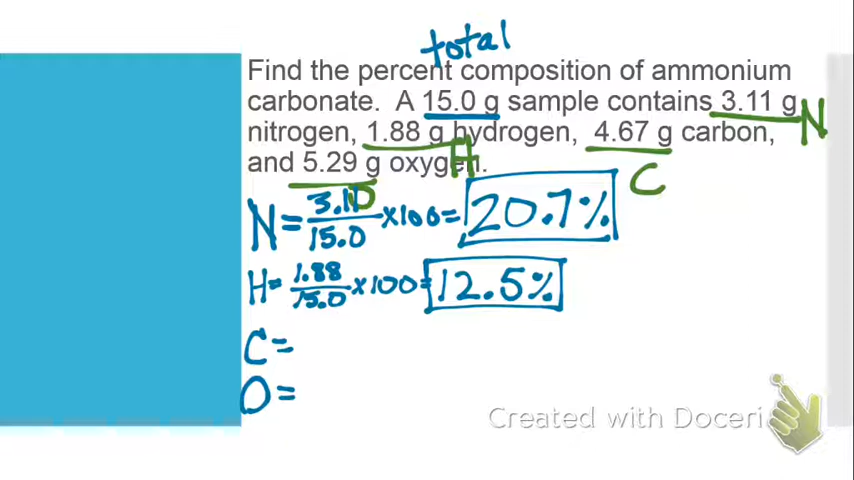 total
Find the percent composition of ammonium
carbonate. A 15.0 g sample contains 3.11 g N
nitrogen, 1.88 g hydrogen, 4.67 g carbon,
and 5.29 g oxygen. H C
O
N = 3.11/15.0 x100 = 20.7%
H = 1.88/15.0 x100 = 12.5%
C =
O =
Created with Doceri